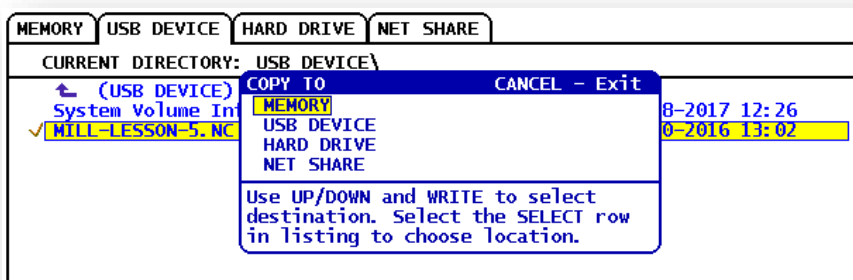 MEMORY USB DEVICE HARD DRIVE NET SHARE
CURRENT DIRECTORY: USB DEVICE\
(USB DEVICE)
System Volume Inf
MILL-LESSON-5.NC
8-2017 12:26
0-2016 13:02
COPY TO CANCEL - Exit
MEMORY
USB DEVICE
HARD DRIVE
NET SHARE
Use UP/DOWN and WRITE to select
destination. Select the SELECT row
in listing to choose location.